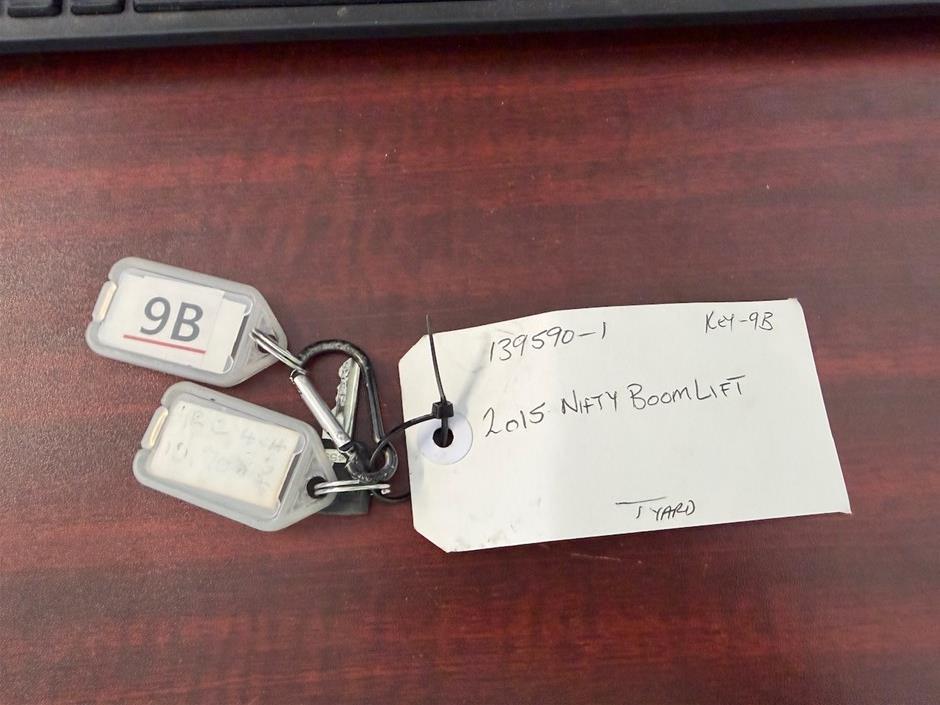 9B
139590-1
KEY-9B
2015 NIFTY BOOMLIFT
T YARD